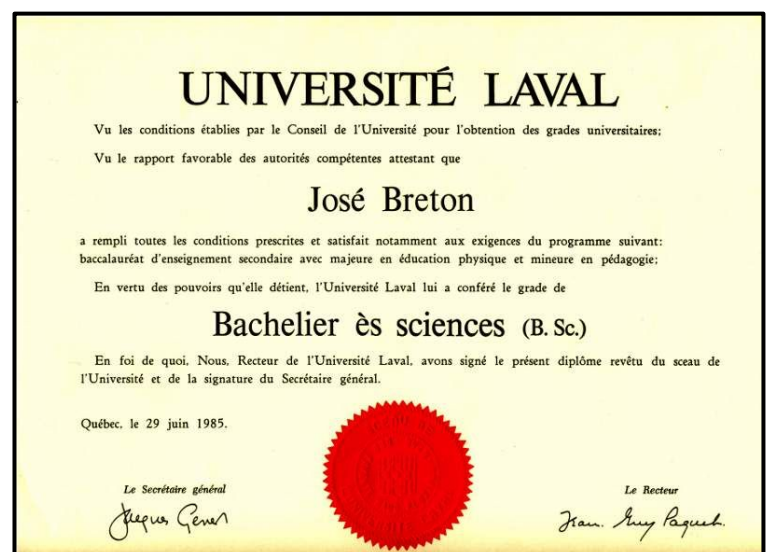 UNIVERSITÉ LAVAL
Vu les conditions établies par le Conseil de l'Université pour l'obtention des grades universitaires;
Vu le rapport favorable des autorités compétentes attestant que
José Breton
a rempli toutes les conditions prescrites et satisfait notamment aux exigences du programme suivant:
baccalauréat d'enseignement secondaire avec majeure en éducation physique et mineure en pédagogie;
En vertu des pouvoirs qu'elle détient, l'Université Laval lui a conféré le grade de
Bachelier ès sciences (B. Sc.)
En foi de quoi, Nous, Recteur de l'Université Laval, avons signé le présent diplôme revêtu du sceau de
l'Université et de la signature du Secrétaire général.
Québec, le 29 juin 1985.
Le Secrétaire général
Le Recteur
Jacques Genest
Jean-Guy Paquet